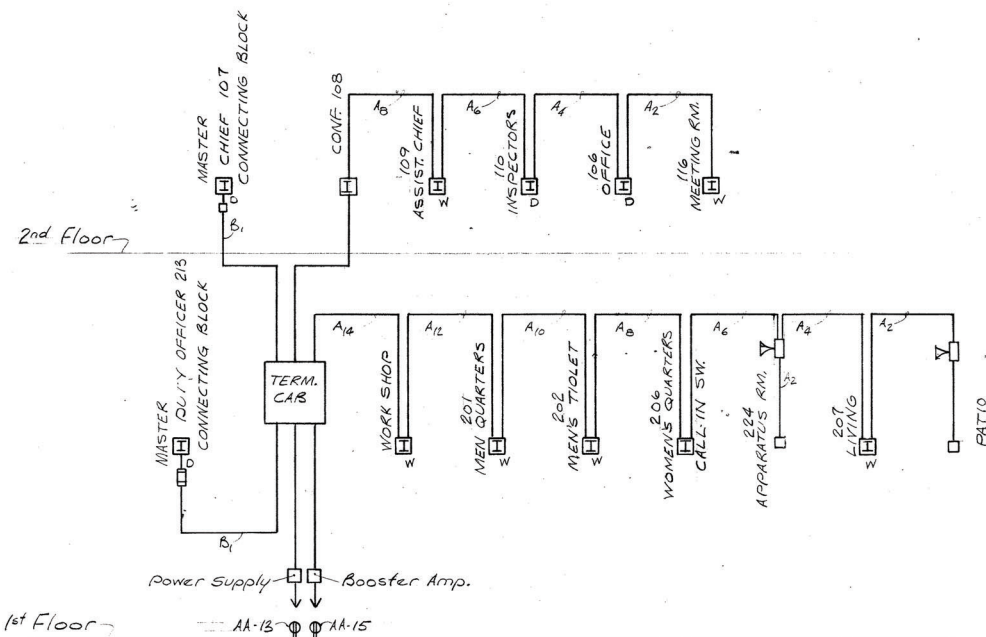 MASTER
CHIEF 107
CONNECTING BLOCK
D
B1
CONF. 108
A8
109
ASSIST. CHIEF
W
A6
110
INSPECTORS
D
A4
106
OFFICE
D
A2
116
MEETING RM.
W
2nd Floor
MASTER
DUTY OFFICER 213
CONNECTING BLOCK
D
B1
TERM.
CAB
A14
WORK SHOP
W
A12
201
MEN QUARTERS
W
A10
202
MEN'S TIOLET
W
A8
206
WOMEN'S QUARTERS
CALL-IN SW.
A6
224
APPARATUS RM.
A2
A4
207
LIVING
W
A2
PATIO
Power Supply
Booster Amp.
1st Floor
AA-13
AA-15